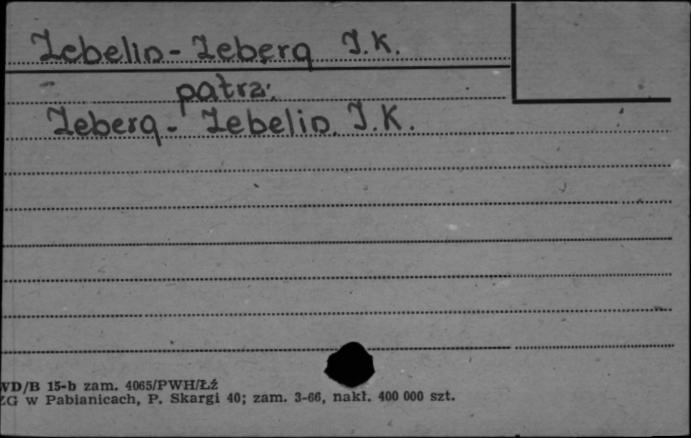 Zebelin-Zeberg J.K.
patrz:
Zeberg-Zebelin J.K.
WD/B 15-b zam. 4065/PWH/Łź
ZG w Pabianicach, P. Skargi 40; zam. 3-66, nakł. 400 000 szt.